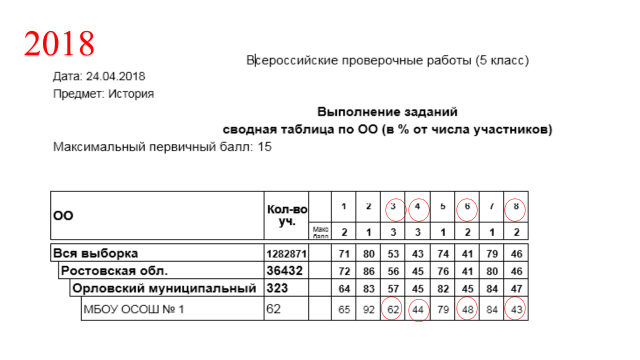 2018
Всероссийские проверочные работы (5 класс)
Дата: 24.04.2018
Предмет: История
Выполнение заданий
сводная таблица по ОО (в % от числа участников)
Максимальный первичный балл: 15
ОО Кол-во уч. 1 2 3 4 5 6 7 8
Макс балл 2 1 3 3 1 2 1 2
Вся выборка 1282871 71 80 53 43 74 41 79 46
Ростовская обл. 36432 72 86 56 45 76 41 80 46
Орловский муниципальный 323 64 83 57 45 82 45 84 47
МБОУ ОСОШ № 1 62 65 92 62 44 79 48 84 43